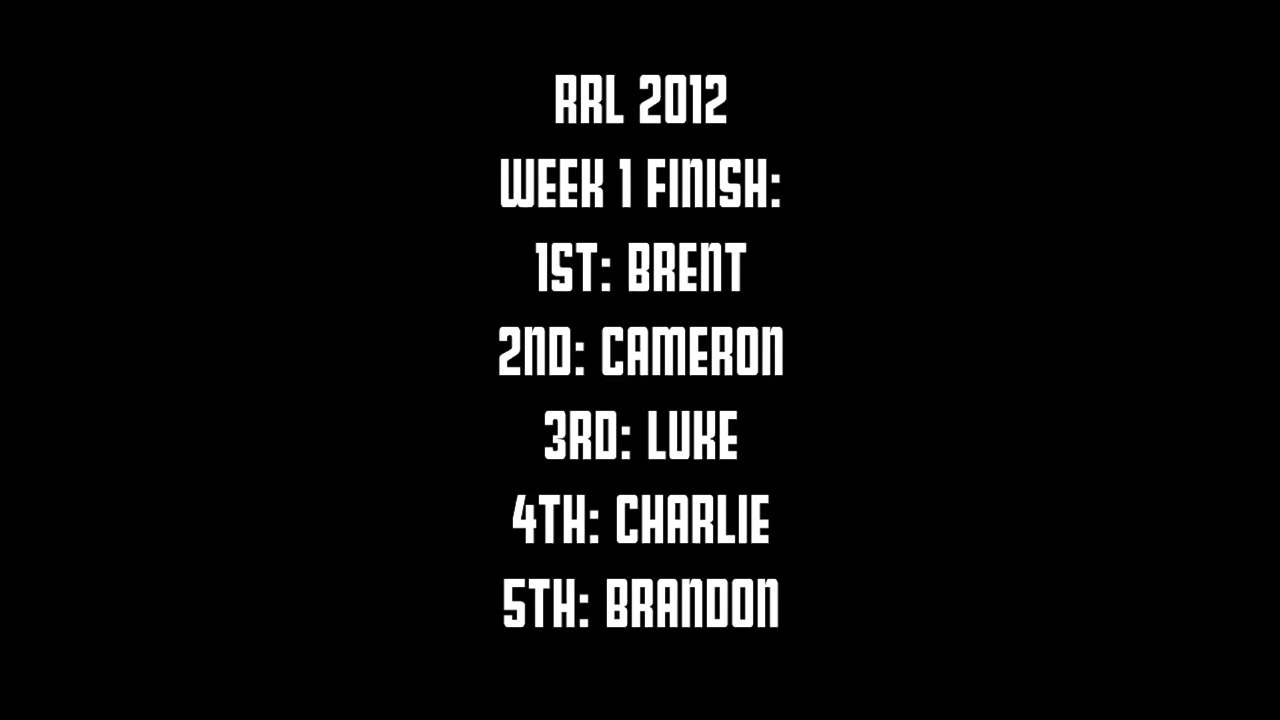 RRL 2012
WEEK 1 FINISH:
1ST: BRENT
2ND: CAMERON
3RD: LUKE
4TH: CHARLIE
5TH: BRANDON